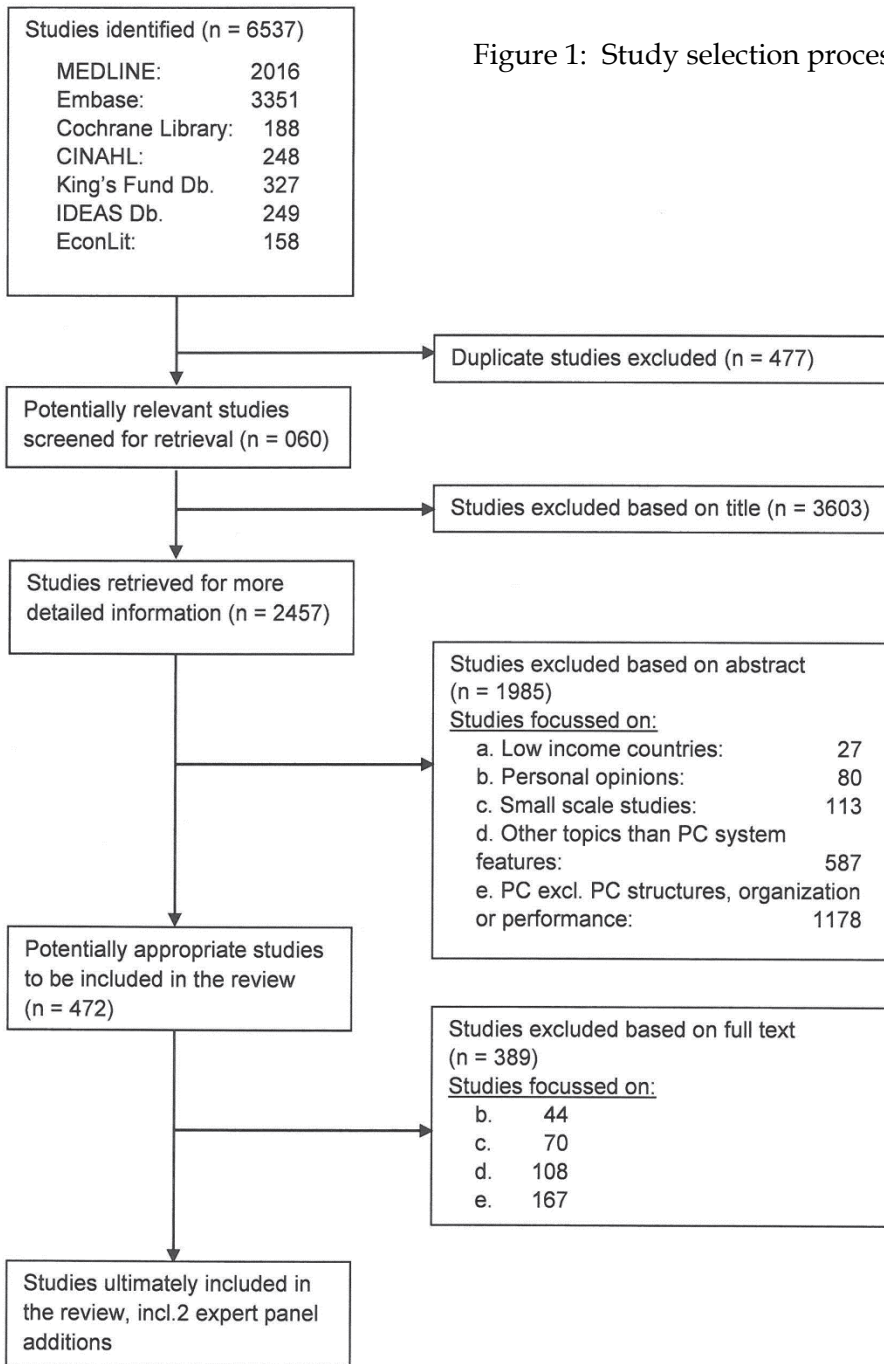 Studies identified (n = 6537)
MEDLINE: 2016
Embase: 3351
Cochrane Library: 188
CINAHL: 248
King's Fund Db. 327
IDEAS Db. 249
EconLit: 158
Figure 1: Study selection proces
Duplicate studies excluded (n = 477)
Potentially relevant studies
screened for retrieval (n = 060)
Studies excluded based on title (n = 3603)
Studies retrieved for more
detailed information (n = 2457)
Studies excluded based on abstract
(n = 1985)
Studies focussed on:
a. Low income countries: 27
b. Personal opinions: 80
c. Small scale studies: 113
d. Other topics than PC system
features: 587
e. PC excl. PC structures, organization
or performance: 1178
Potentially appropriate studies
to be included in the review
(n = 472)
Studies excluded based on full text
(n = 389)
Studies focussed on:
b. 44
c. 70
d. 108
e. 167
Studies ultimately included in
the review, incl.2 expert panel
additions